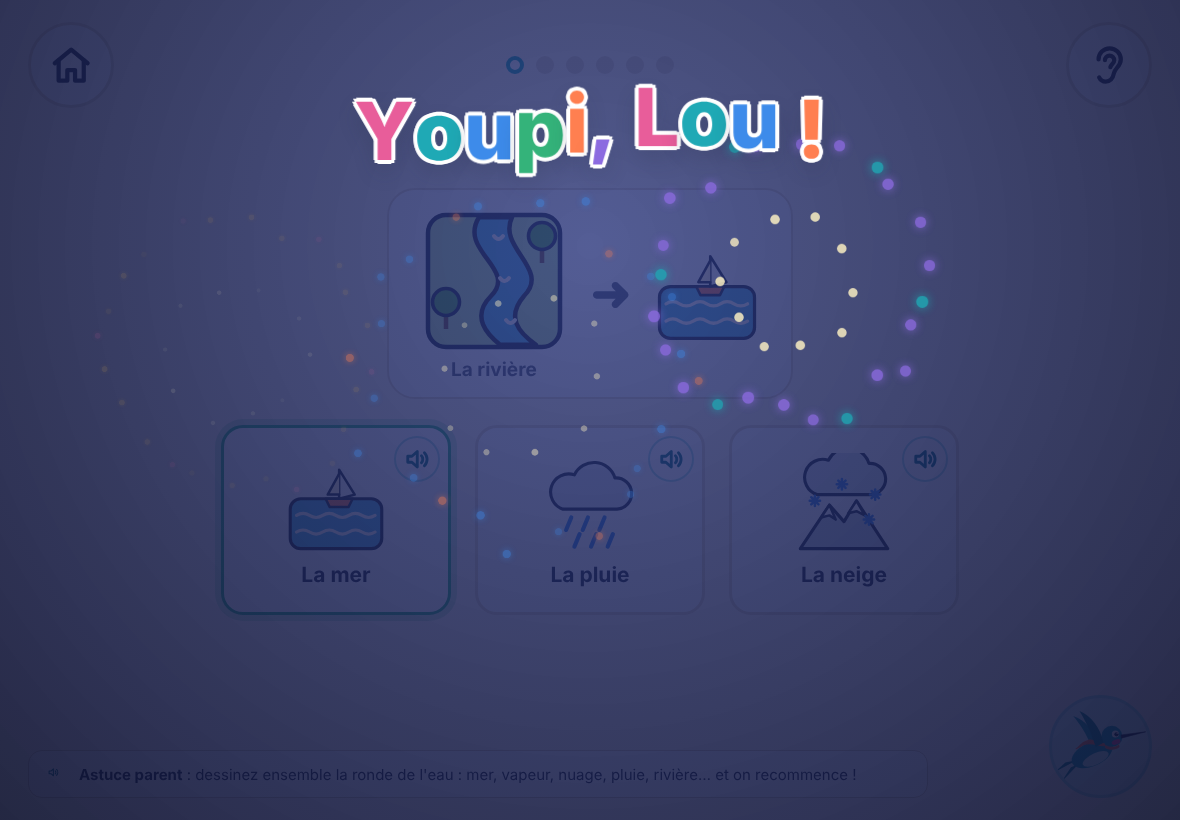 Youpi, Lou !
La rivière
La mer
La pluie
La neige
Astuce parent : dessinez ensemble la ronde de l'eau : mer, vapeur, nuage, pluie, rivière... et on recommence !